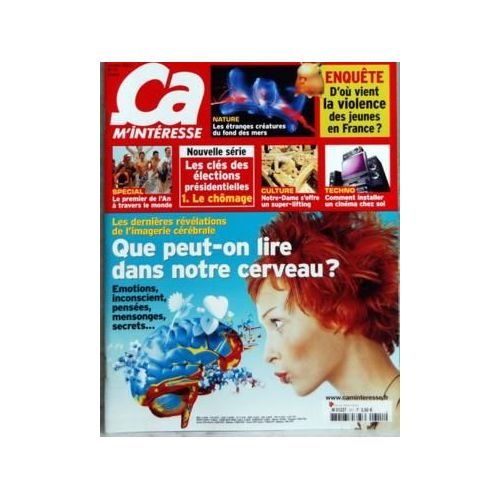 Ça
M'INTÉRESSE
NATURE
Les étranges créatures
du fond des mers
ENQUÊTE
D'où vient
la violence
des jeunes
en France ?
SPÉCIAL
Le premier de l'An
à travers le monde
Nouvelle série
Les clés des
élections
présidentielles
1. Le chômage
CULTURE
Notre-Dame s'offre
un super-lifting
TECHNO
Comment installer
un cinéma chez soi
Les dernières révélations
de l'imagerie cérébrale
Que peut-on lire
dans notre cerveau ?
Emotions,
inconscient,
pensées,
mensonges,
secrets...
www.caminteresse.fr